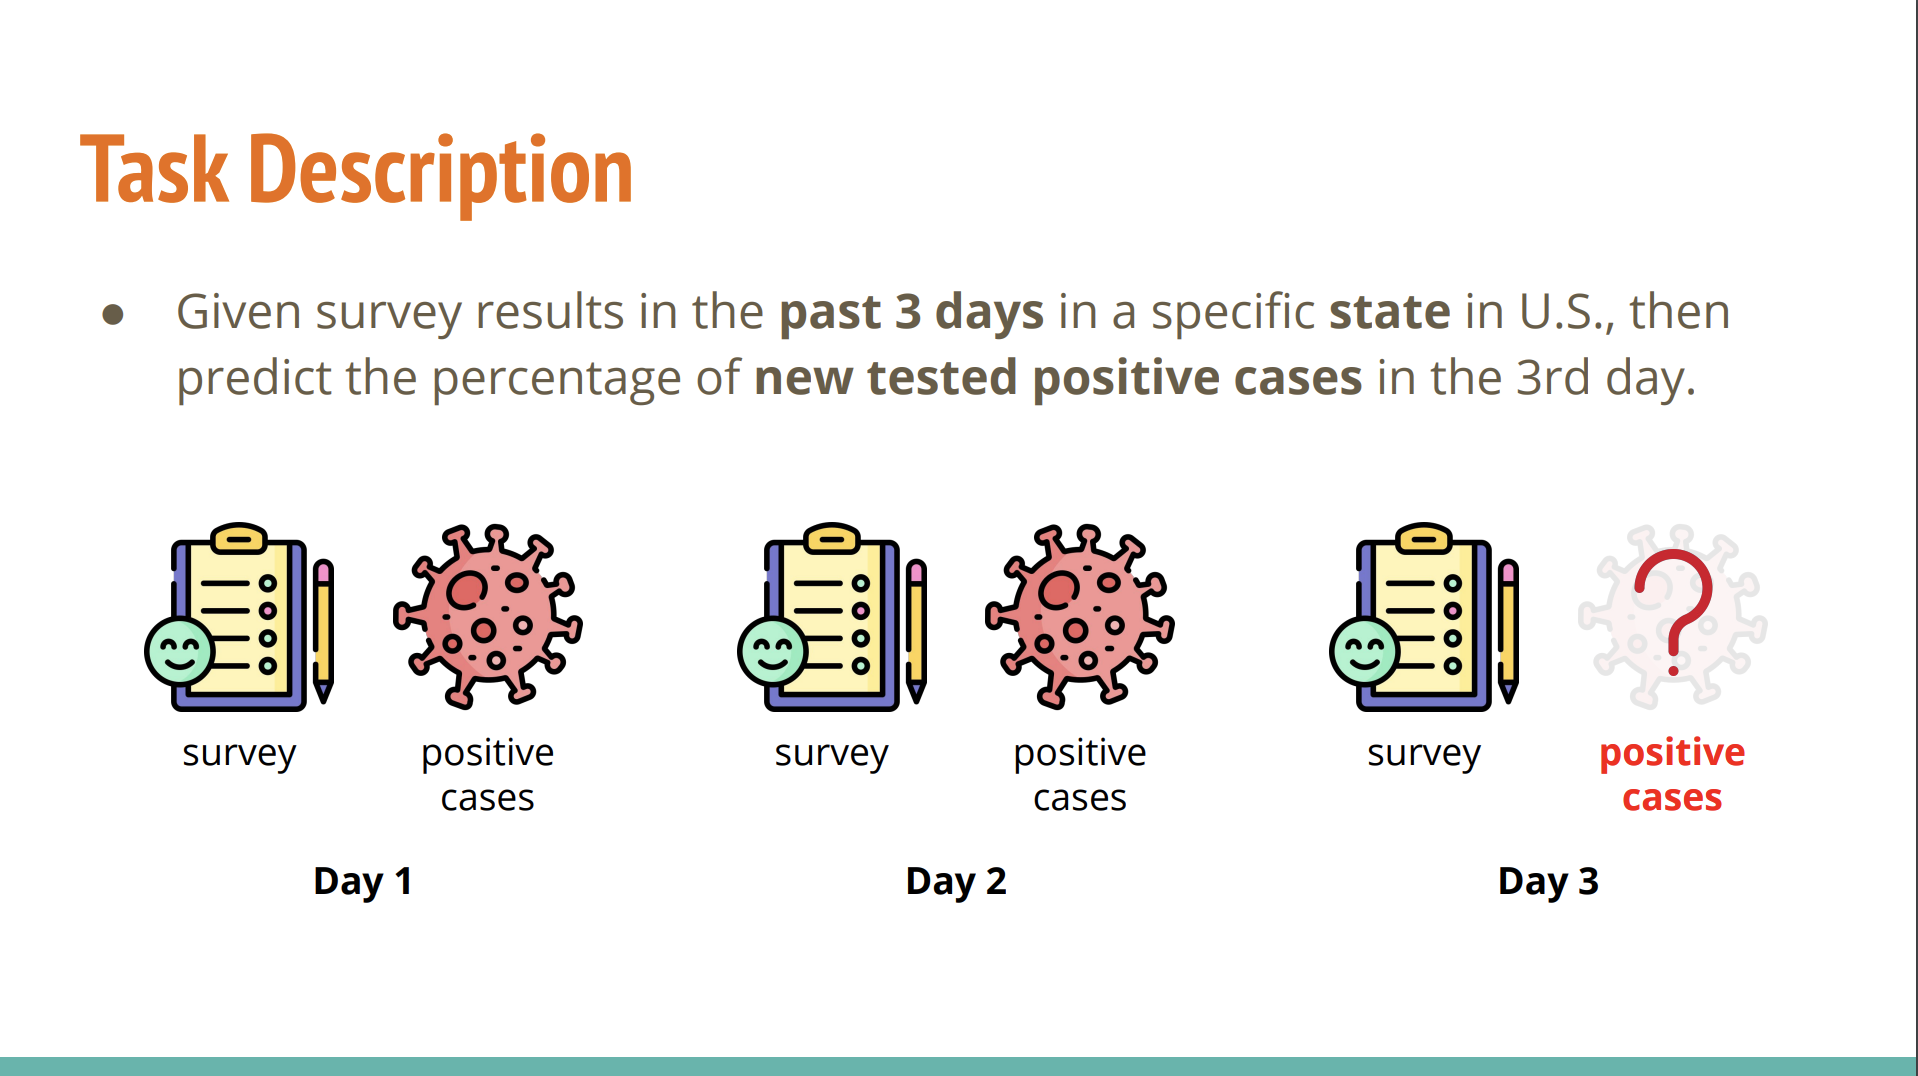 Task Description
● Given survey results in the past 3 days in a specific state in U.S., then
predict the percentage of new tested positive cases in the 3rd day.
survey
positive
cases
survey
positive
cases
survey
positive
cases
Day 1
Day 2
Day 3